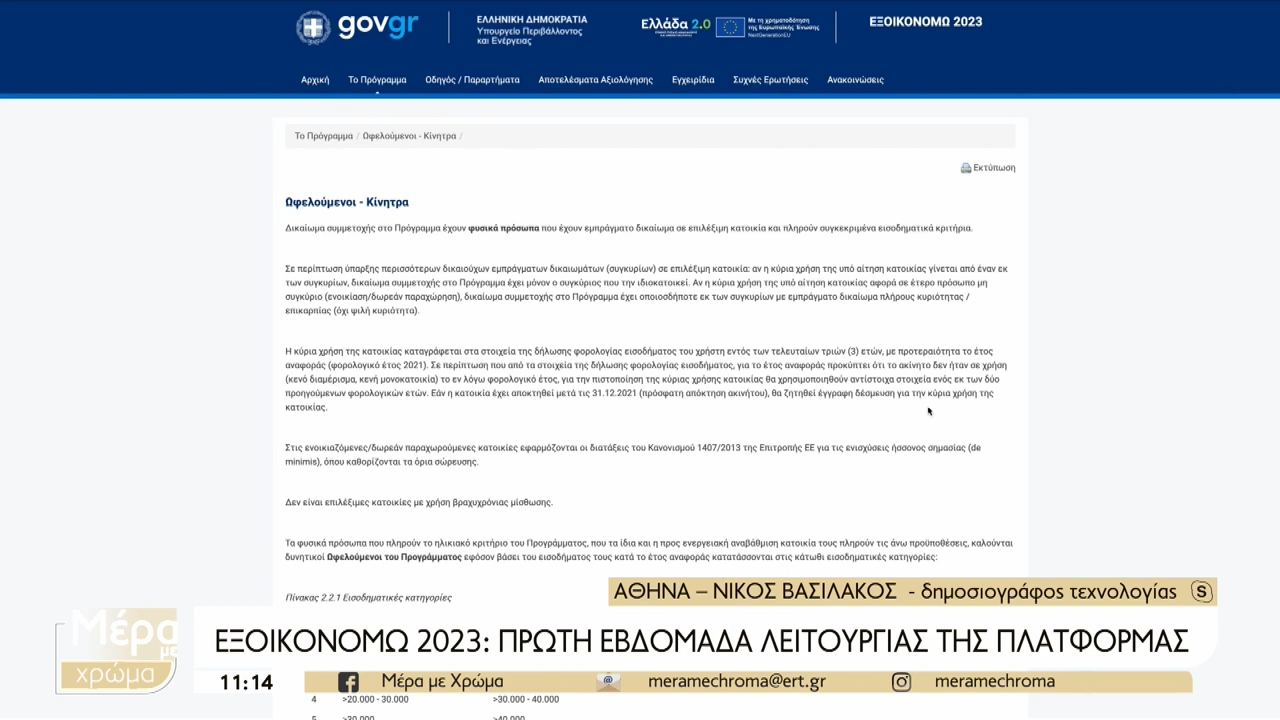 govgr
ΕΛΛΗΝΙΚΗ ΔΗΜΟΚΡΑΤΙΑ
Υπουργείο Περιβάλλοντος
και Ενέργειας
Ελλάδα 2.0
Με τη χρηματοδότηση
της Ευρωπαϊκής Ένωσης
NextGenerationEU
ΕΞΟΙΚΟΝΟΜΩ 2023
Αρχική Το Πρόγραμμα Οδηγός / Παραρτήματα Αποτελέσματα Αξιολόγησης Εγχειρίδια Συχνές Ερωτήσεις Ανακοινώσεις
Το Πρόγραμμα / Ωφελούμενοι - Κίνητρα /
Εκτύπωση
Ωφελούμενοι - Κίνητρα
Δικαίωμα συμμετοχής στο Πρόγραμμα έχουν φυσικά πρόσωπα που έχουν εμπράγματο δικαίωμα σε επιλέξιμη κατοικία και πληρούν συγκεκριμένα εισοδηματικά κριτήρια.
Σε περίπτωση ύπαρξης περισσότερων δικαιούχων εμπράγματων δικαιωμάτων (συγκυρίων) σε επιλέξιμη κατοικία: αν η κύρια χρήση της υπό αίτηση κατοικίας γίνεται από έναν εκ
των συγκυρίων, δικαίωμα συμμετοχής στο Πρόγραμμα έχει μόνον ο συγκύριος που την ιδιοκατοικεί. Αν η κύρια χρήση της υπό αίτηση κατοικίας αφορά σε έτερο πρόσωπο μη
συγκύριο (ενοικίαση/δωρεάν παραχώρηση), δικαίωμα συμμετοχής στο Πρόγραμμα έχει οποιοσδήποτε εκ των συγκυρίων με εμπράγματο δικαίωμα πλήρους κυριότητας /
επικαρπίας (όχι ψιλή κυριότητα).
Η κύρια χρήση της κατοικίας καταγράφεται στα στοιχεία της δήλωσης φορολογίας εισοδήματος του χρήστη εντός των τελευταίων τριών (3) ετών, με προτεραιότητα το έτος
αναφοράς (φορολογικό έτος 2021). Σε περίπτωση που από τα στοιχεία της δήλωσης φορολογίας εισοδήματος, για το έτος αναφοράς προκύπτει ότι το ακίνητο δεν ήταν σε χρήση
(κενό διαμέρισμα, κενή μονοκατοικία) το εν λόγω φορολογικό έτος, για την πιστοποίηση της κύριας χρήσης κατοικίας θα χρησιμοποιηθούν αντίστοιχα στοιχεία ενός εκ των δύο
προηγούμενων φορολογικών ετών. Εάν η κατοικία έχει αποκτηθεί μετά τις 31.12.2021 (πρόσφατη απόκτηση ακινήτου), θα ζητηθεί έγγραφη δέσμευση για την κύρια χρήση της
κατοικίας.
Στις ενοικιαζόμενες/δωρεάν παραχωρούμενες κατοικίες εφαρμόζονται οι διατάξεις του Κανονισμού 1407/2013 της Επιτροπής ΕΕ για τις ενισχύσεις ήσσονος σημασίας (de
minimis), όπου καθορίζονται τα όρια σώρευσης.
Δεν είναι επιλέξιμες κατοικίες με χρήση βραχυχρόνιας μίσθωσης.
Τα φυσικά πρόσωπα που πληρούν το ηλικιακό κριτήριο του Προγράμματος, που τα ίδια και η προς ενεργειακή αναβάθμιση κατοικία τους πληρούν τις άνω προϋποθέσεις, καλούνται
δυνητικοί Ωφελούμενοι του Προγράμματος εφόσον βάσει του εισοδήματος τους κατά το έτος αναφοράς κατατάσσονται στις κάτωθι εισοδηματικές κατηγορίες:
Πίνακας 2.2.1 Εισοδηματικές κατηγορίες
ΑΘΗΝΑ – ΝΙΚΟΣ ΒΑΣΙΛΑΚΟΣ - δημοσιογράφος τεχνολογίας
Μέρα
με
χρώμα
ΕΞΟΙΚΟΝΟΜΩ 2023: ΠΡΩΤΗ ΕΒΔΟΜΑΔΑ ΛΕΙΤΟΥΡΓΙΑΣ ΤΗΣ ΠΛΑΤΦΟΡΜΑΣ
11:14 Μέρα με Χρώμα meramechroma@ert.gr meramechroma
4 >20.000 - 30.000 >30.000 - 40.000
5 >30.000 >40.000